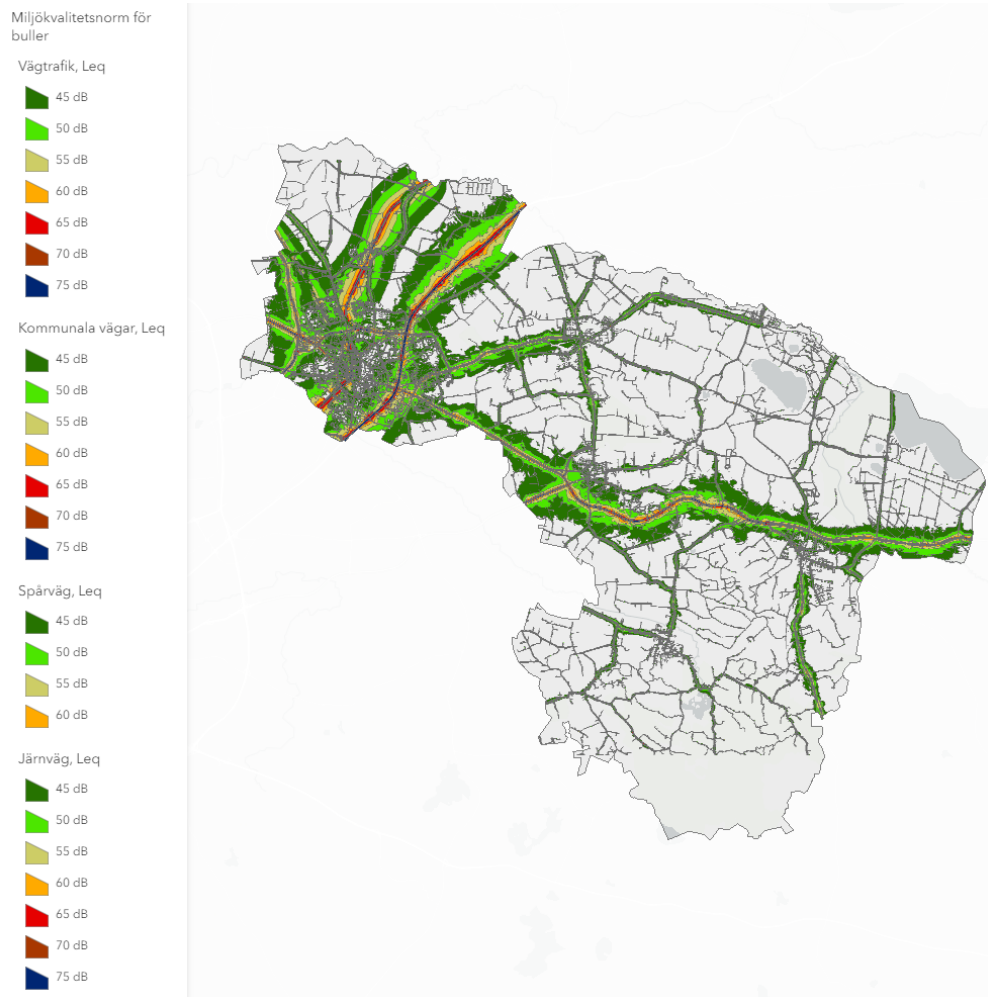 Miljökvalitetsnorm för
buller
Vägtrafik, Leq
45 dB
50 dB
55 dB
60 dB
65 dB
70 dB
75 dB
Kommunala vägar, Leq
45 dB
50 dB
55 dB
60 dB
65 dB
70 dB
75 dB
Spårväg, Leq
45 dB
50 dB
55 dB
60 dB
Järnväg, Leq
45 dB
50 dB
55 dB
60 dB
65 dB
70 dB
75 dB